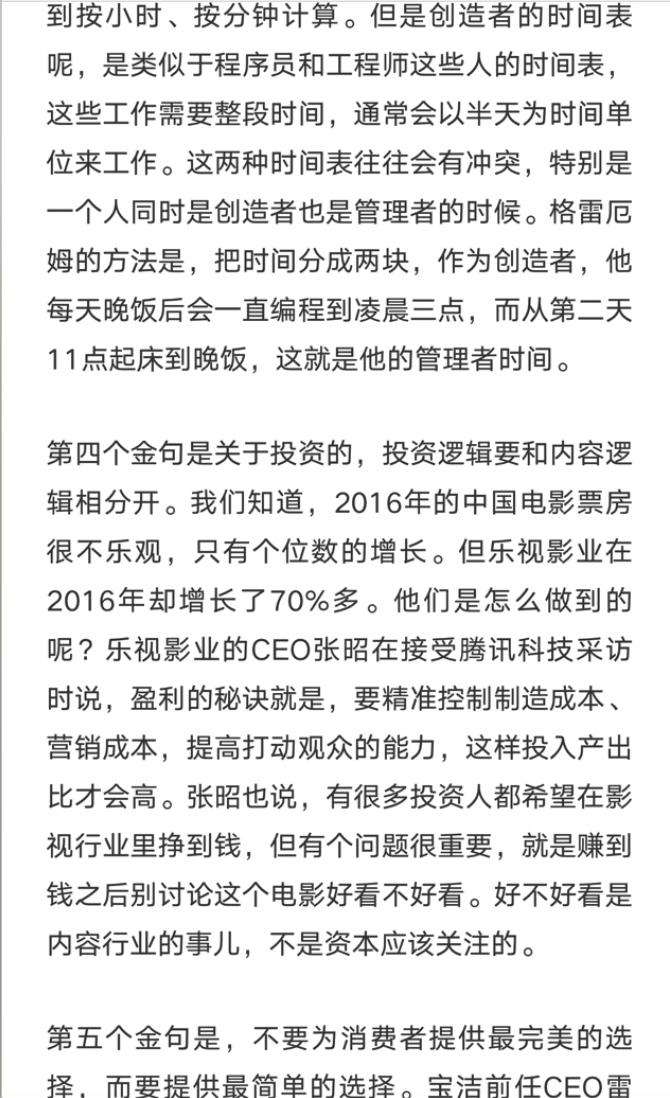 到按小时、按分钟计算。但是创造者的时间表
呢，是类似于程序员和工程师这些人的时间表，
这些工作需要整段时间，通常会以半天为时间单
位来工作。这两种时间表往往会有冲突，特别是
一个人同时是创造者也是管理者的时候。格雷厄
姆的方法是，把时间分成两块，作为创造者，他
每天晚饭后会一直编程到凌晨三点，而从第二天
11点起床到晚饭，这就是他的管理者时间。
第四个金句是关于投资的，投资逻辑要和内容逻
辑相分开。我们知道，2016年的中国电影票房
很不乐观，只有个位数的增长。但乐视影业在
2016年却增长了70%多。他们是怎么做到的
呢？乐视影业的CEO张昭在接受腾讯科技采访
时说，盈利的秘诀就是，要精准控制制造成本、
营销成本，提高打动观众的能力，这样投入产出
比才会高。张昭也说，有很多投资人都希望在影
视行业里挣到钱，但有个问题很重要，就是赚到
钱之后别讨论这个电影好看不好看。好不好看是
内容行业的事儿，不是资本应该关注的。
第五个金句是，不要为消费者提供最完美的选
择，而要提供最简单的选择。宝洁前任CEO雷